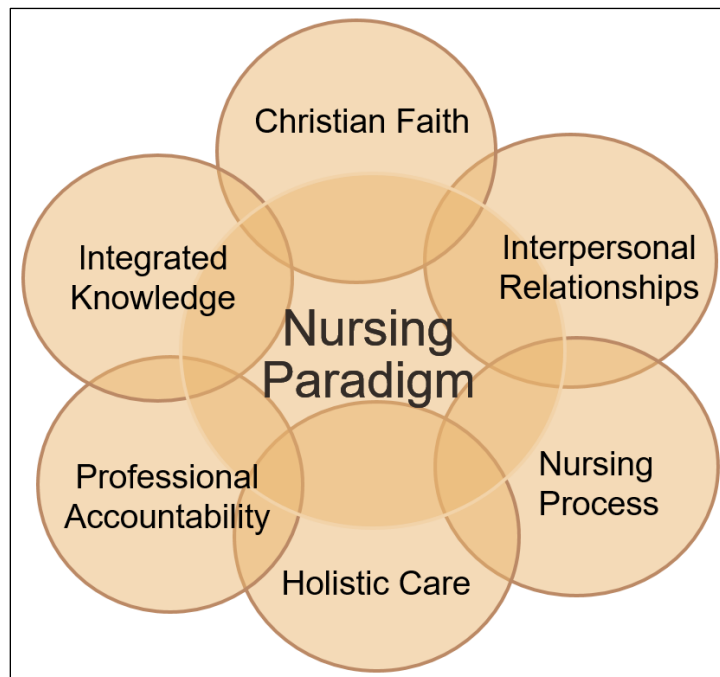 Christian Faith
Interpersonal
Relationships
Integrated
Knowledge
Nursing
Paradigm
Nursing
Process
Professional
Accountability
Holistic Care